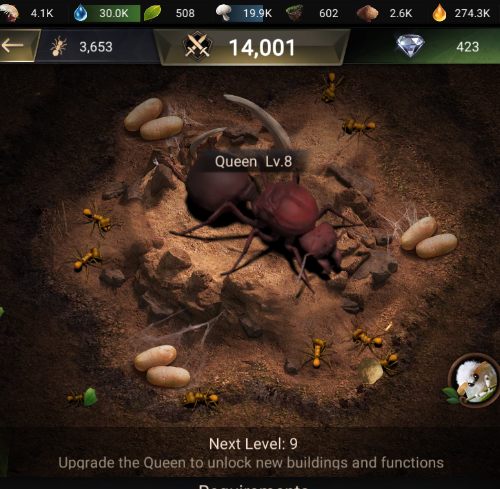 4.1K 30.0K 508 19.9K 602 2.6K 274.3K
3,653 14,001 423
Queen Lv.8
Next Level: 9
Upgrade the Queen to unlock new buildings and functions
Requirements